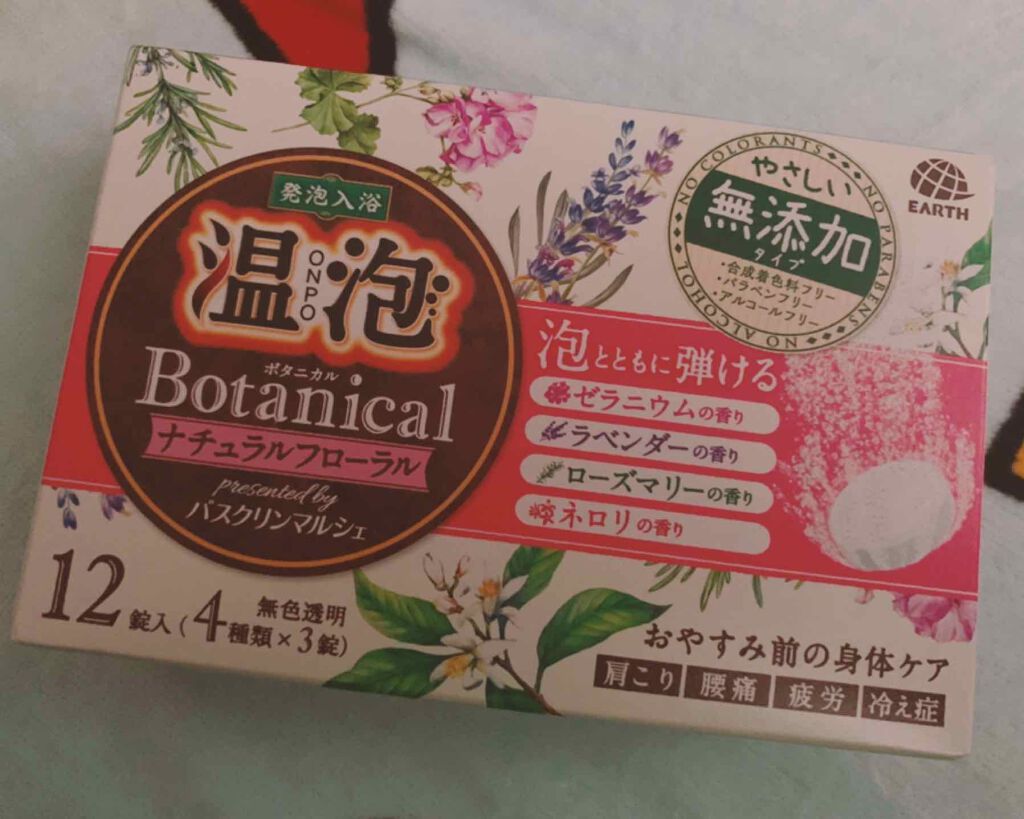 発泡入浴
温泡
ONPO
ボタニカル
Botanical
ナチュラルフローラル
presented by
バスクリンマルシェ
12錠入(4種類×3錠)
無色透明
NO COLORANTS
NO PARABENS
NO ALCOHOL
やさしい
無添加
タイプ
・合成着色料フリー
・パラベンフリー
・アルコールフリー
EARTH
泡とともに弾ける
ゼラニウムの香り
ラベンダーの香り
ローズマリーの香り
ネロリの香り
おやすみ前の身体ケア
肩こり 腰痛 疲労 冷え症